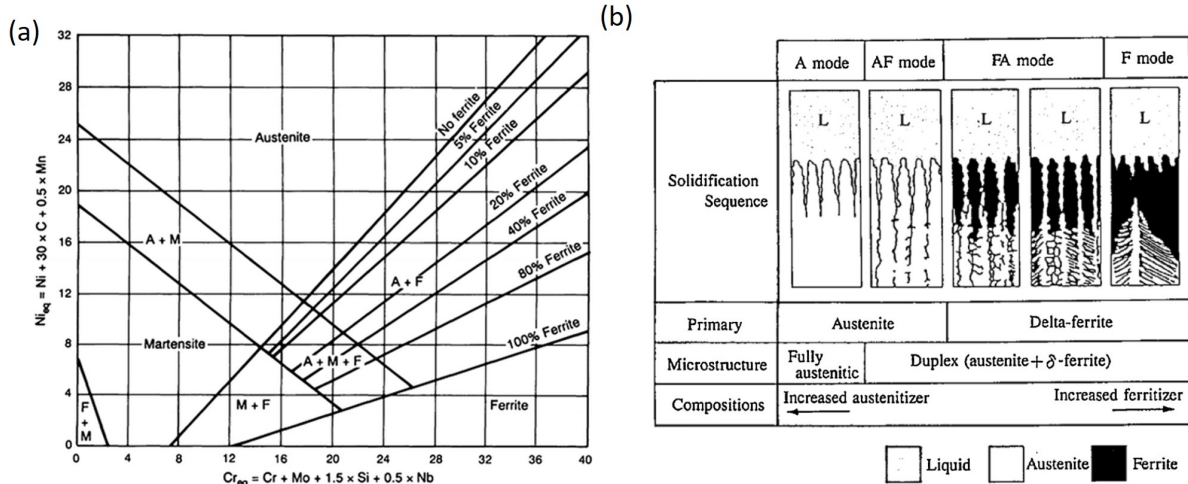 (a)
32
28
24
20
16
12
8
4
0
Ni eq = Ni + 30 × C + 0.5 × Mn
0 4 8 12 16 20 24 28 32 36 40
Cr eq = Cr + Mo + 1.5 × Si + 0.5 × Nb
Austenite
No ferrite
5% Ferrite
10% Ferrite
20% Ferrite
40% Ferrite
80% Ferrite
100% Ferrite
A + M
A + F
Martensite
A + M + F
F
+
M
M + F
Ferrite
(b)
A mode AF mode FA mode F mode
Solidification
Sequence
L L L L L
Primary Austenite Delta-ferrite
Microstructure Fully
austenitic Duplex (austenite+δ-ferrite)
Compositions Increased austenitizer Increased ferritizer
Liquid Austenite Ferrite